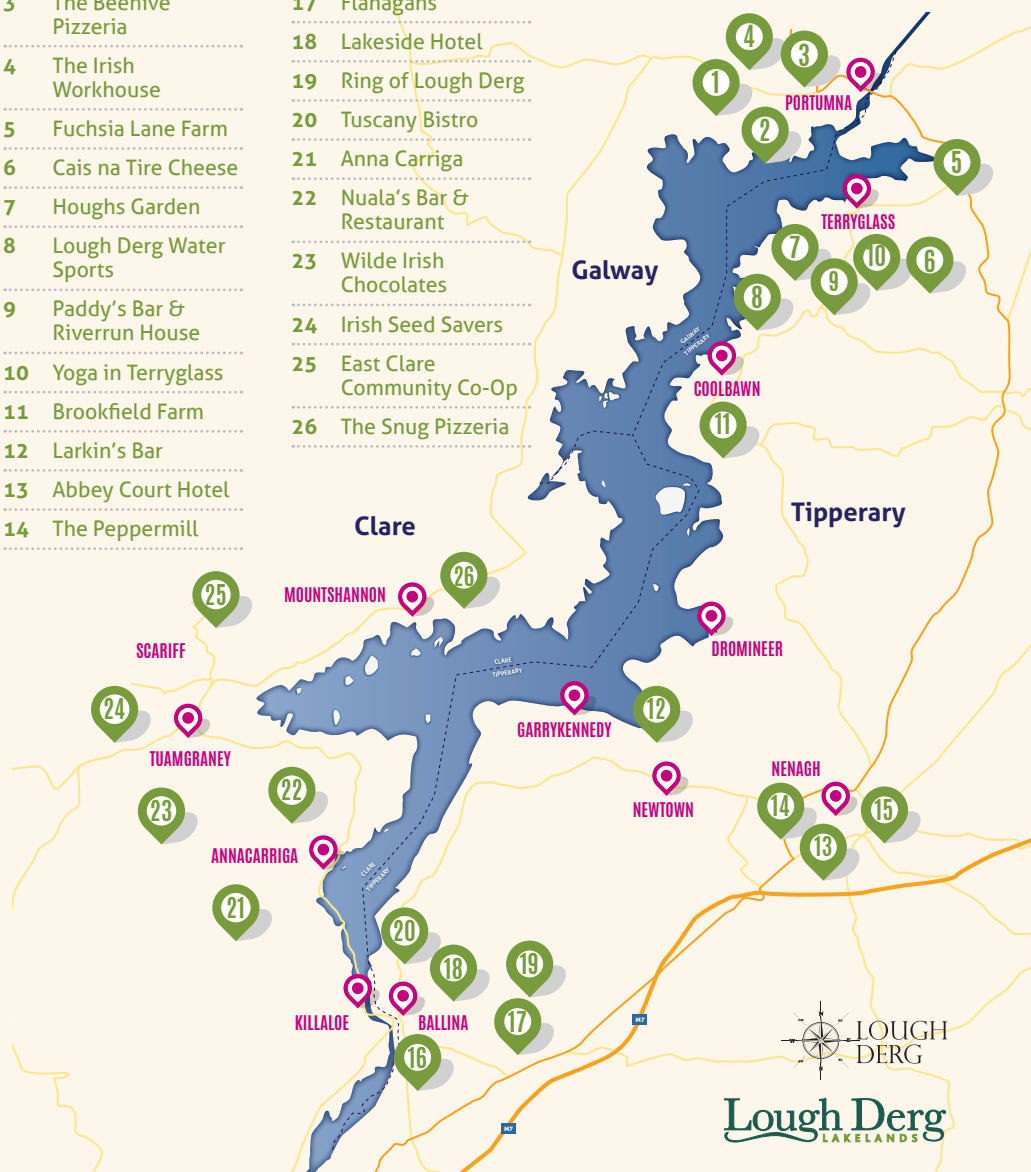 3 The Beehive
Pizzeria
4 The Irish
Workhouse
5 Fuchsia Lane Farm
6 Cais na Tire Cheese
7 Houghs Garden
8 Lough Derg Water
Sports
9 Paddy's Bar &
Riverrun House
10 Yoga in Terryglass
11 Brookfield Farm
12 Larkin's Bar
13 Abbey Court Hotel
14 The Peppermill
17 Flanagans
18 Lakeside Hotel
19 Ring of Lough Derg
20 Tuscany Bistro
21 Anna Carriga
22 Nuala's Bar &
Restaurant
23 Wilde Irish
Chocolates
24 Irish Seed Savers
25 East Clare
Community Co-Op
26 The Snug Pizzeria
4
3
1
PORTUMNA
2
5
TERRYGLASS
7
10
6
Galway
9
8
GALWAY
TIPPERARY
COOLBAWN
11
Tipperary
Clare
26
25
MOUNTSHANNON
SCARIFF
DROMINEER
CLARE
TIPPERARY
24
12
GARRYKENNEDY
TUAMGRANEY
NENAGH
22
NEWTOWN
14
15
23
13
ANNACARRIGA
CLARE
TIPPERARY
21
20
18
19
KILLALOE
BALLINA
17
M7
16
N
W
E
S
LOUGH
DERG
Lough Derg
LAKELANDS
M7